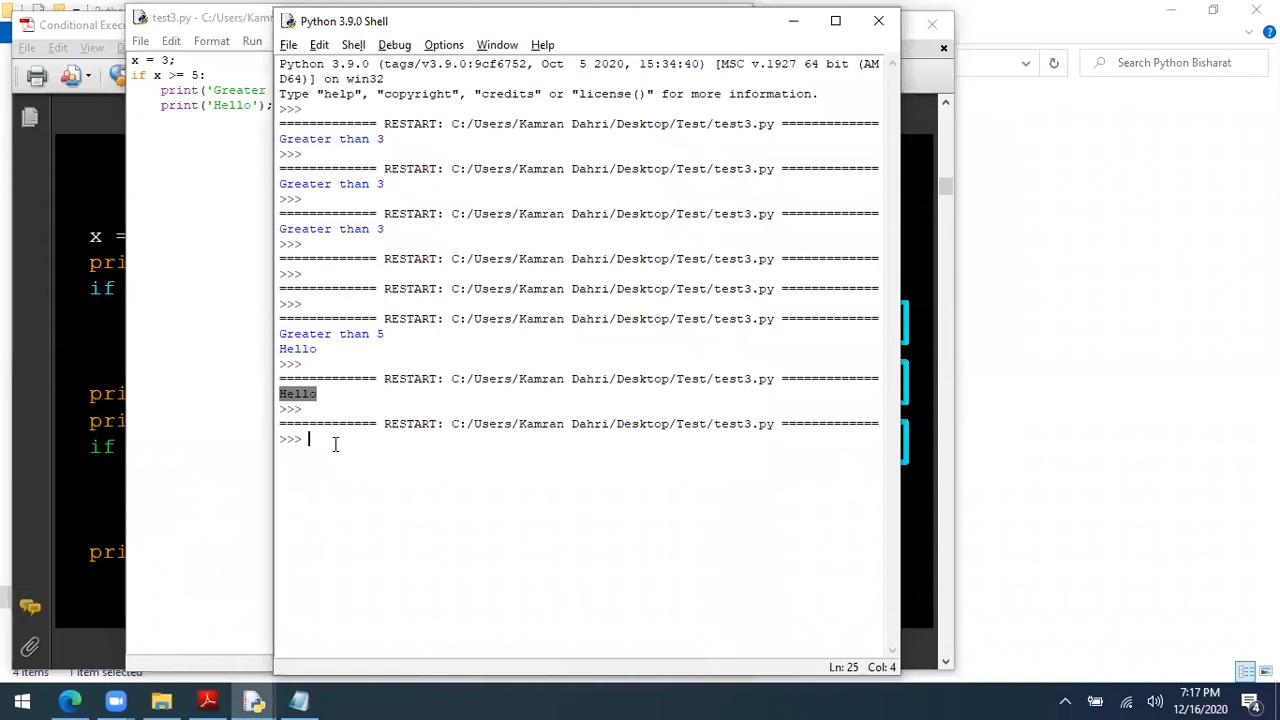 Conditional Exec
File Edit View
test3.py - C:/Users/Kamra
File Edit Format Run
x = 3;
if x >= 5:
print('Greater
print('Hello');
x =
pri
if
pri
pri
if
pri
Python 3.9.0 Shell
File Edit Shell Debug Options Window Help
Python 3.9.0 (tags/v3.9.0:9cf6752, Oct  5 2020, 15:34:40) [MSC v.1927 64 bit (AM
D64)] on win32
Type "help", "copyright", "credits" or "license()" for more information.
>>>
============= RESTART: C:/Users/Kamran Dahri/Desktop/Test/test3.py =============
Greater than 3
>>>
============= RESTART: C:/Users/Kamran Dahri/Desktop/Test/test3.py =============
Greater than 3
>>>
============= RESTART: C:/Users/Kamran Dahri/Desktop/Test/test3.py =============
Greater than 3
>>>
============= RESTART: C:/Users/Kamran Dahri/Desktop/Test/test3.py =============
>>>
============= RESTART: C:/Users/Kamran Dahri/Desktop/Test/test3.py =============
>>>
============= RESTART: C:/Users/Kamran Dahri/Desktop/Test/test3.py =============
Greater than 5
Hello
>>>
============= RESTART: C:/Users/Kamran Dahri/Desktop/Test/test3.py =============
Hello
>>>
============= RESTART: C:/Users/Kamran Dahri/Desktop/Test/test3.py =============
>>>
Ln: 25 Col: 4
Search Python Bisharat
4 items 1 item selected
7:17 PM
12/16/2020
4